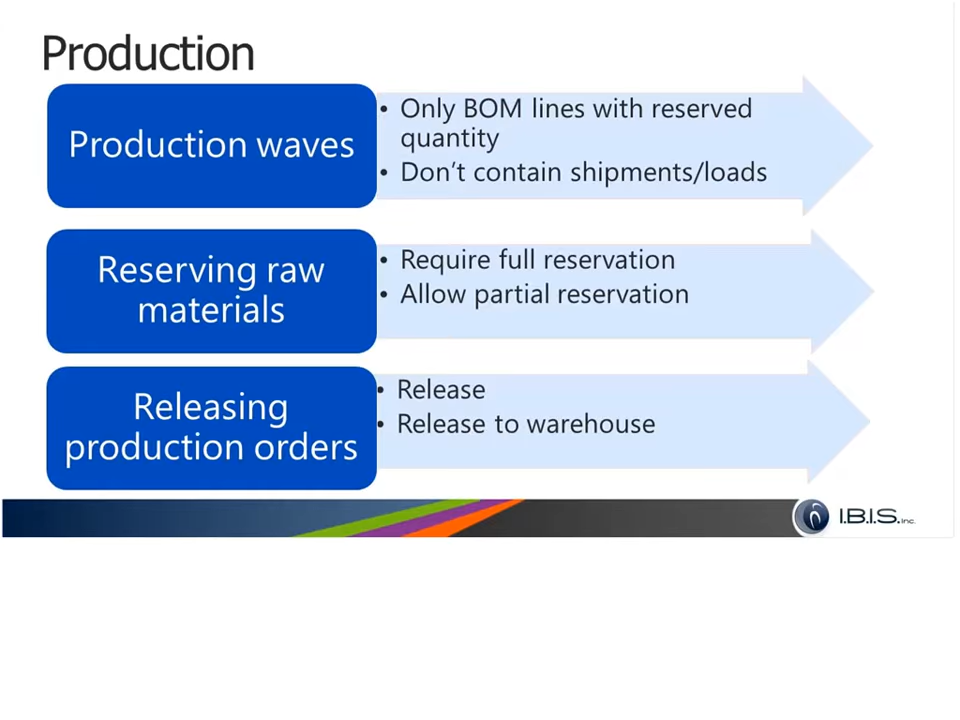 Production
Production waves
• Only BOM lines with reserved
quantity
• Don’t contain shipments/loads
Reserving raw
materials
• Require full reservation
• Allow partial reservation
Releasing
production orders
• Release
• Release to warehouse
I.B.I.S. Inc.